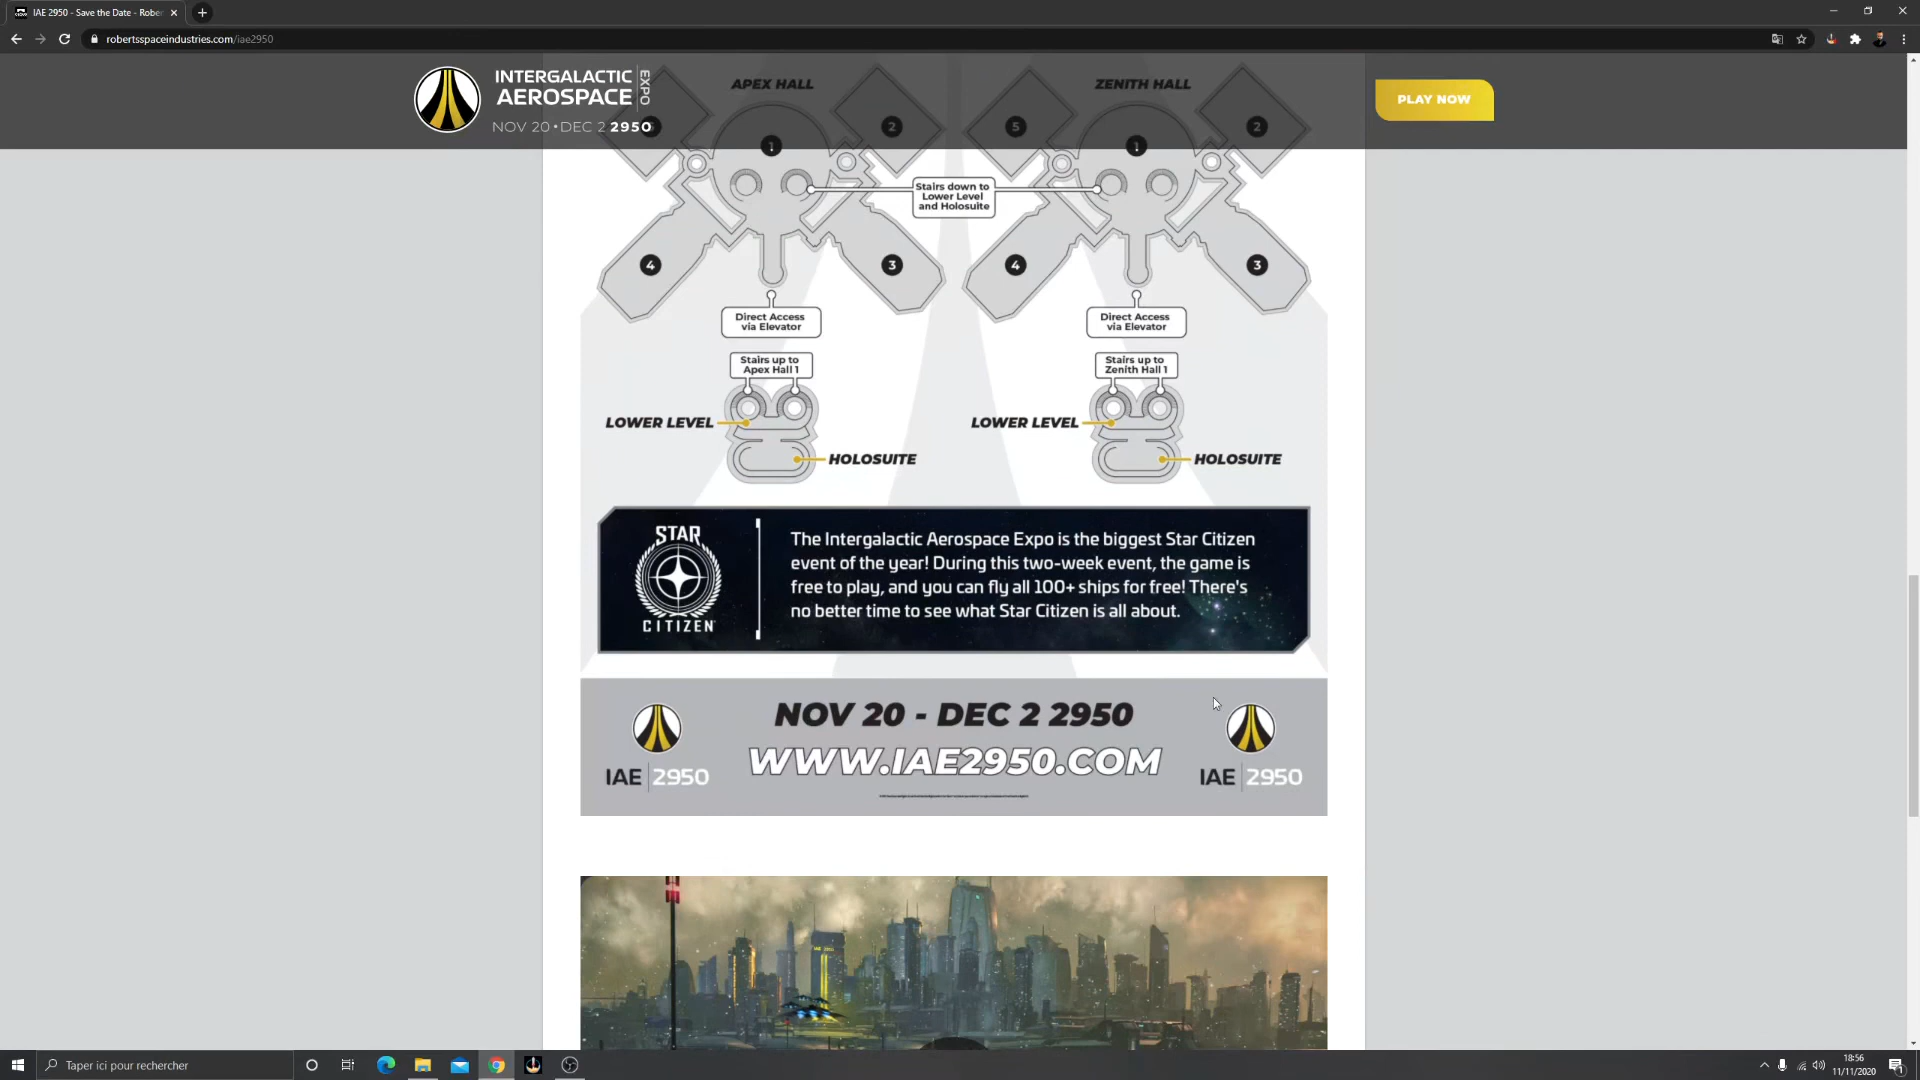 IAE 2950 - Save the Date - Rober
robertsspaceindustries.com/iae2950
INTERGALACTIC
AEROSPACE
EXPO
NOV 20 • DEC 2 2950
PLAY NOW
APEX HALL
ZENITH HALL
2
5
2
1
1
Stairs down to
Lower Level
and Holosuite
4
3
4
3
Direct Access
via Elevator
Direct Access
via Elevator
Stairs up to
Apex Hall 1
Stairs up to
Zenith Hall 1
LOWER LEVEL
LOWER LEVEL
HOLOSUITE
HOLOSUITE
STAR
CITIZEN
The Intergalactic Aerospace Expo is the biggest Star Citizen
event of the year! During this two-week event, the game is
free to play, and you can fly all 100+ ships for free! There's
no better time to see what Star Citizen is all about.
NOV 20 - DEC 2 2950
WWW.IAE2950.COM
IAE 2950
IAE 2950
Taper ici pour rechercher
18:56
11/11/2020